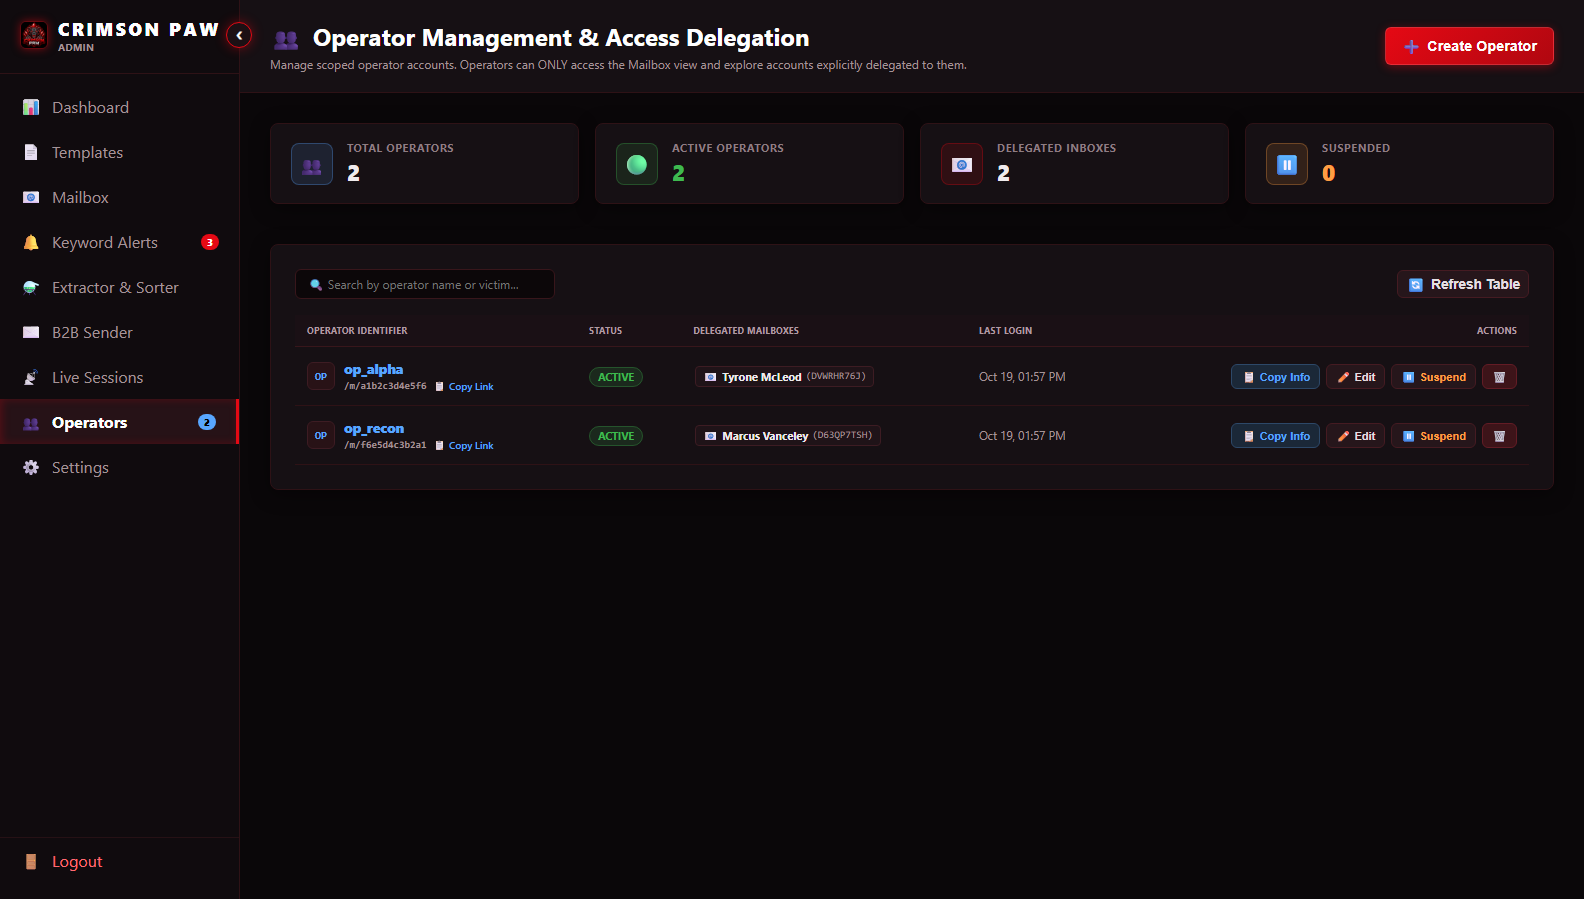 CRIMSON PAW
ADMIN
Dashboard
Templates
Mailbox
Keyword Alerts 3
Extractor & Sorter
B2B Sender
Live Sessions
Operators 2
Settings
Logout
Operator Management & Access Delegation
Manage scoped operator accounts. Operators can ONLY access the Mailbox view and explore accounts explicitly delegated to them.
Create Operator
TOTAL OPERATORS
2
ACTIVE OPERATORS
2
DELEGATED INBOXES
2
SUSPENDED
0
Search by operator name or victim...
Refresh Table
OPERATOR IDENTIFIER STATUS DELEGATED MAILBOXES LAST LOGIN ACTIONS
OP op_alpha
/m/a1b2c3d4e5f6 Copy Link
ACTIVE
Tyrone McLeod (DVWRHR76J)
Oct 19, 01:57 PM
Copy Info Edit Suspend
OP op_recon
/m/f6e5d4c3b2a1 Copy Link
ACTIVE
Marcus Vanceley (D63QP7TSH)
Oct 19, 01:57 PM
Copy Info Edit Suspend